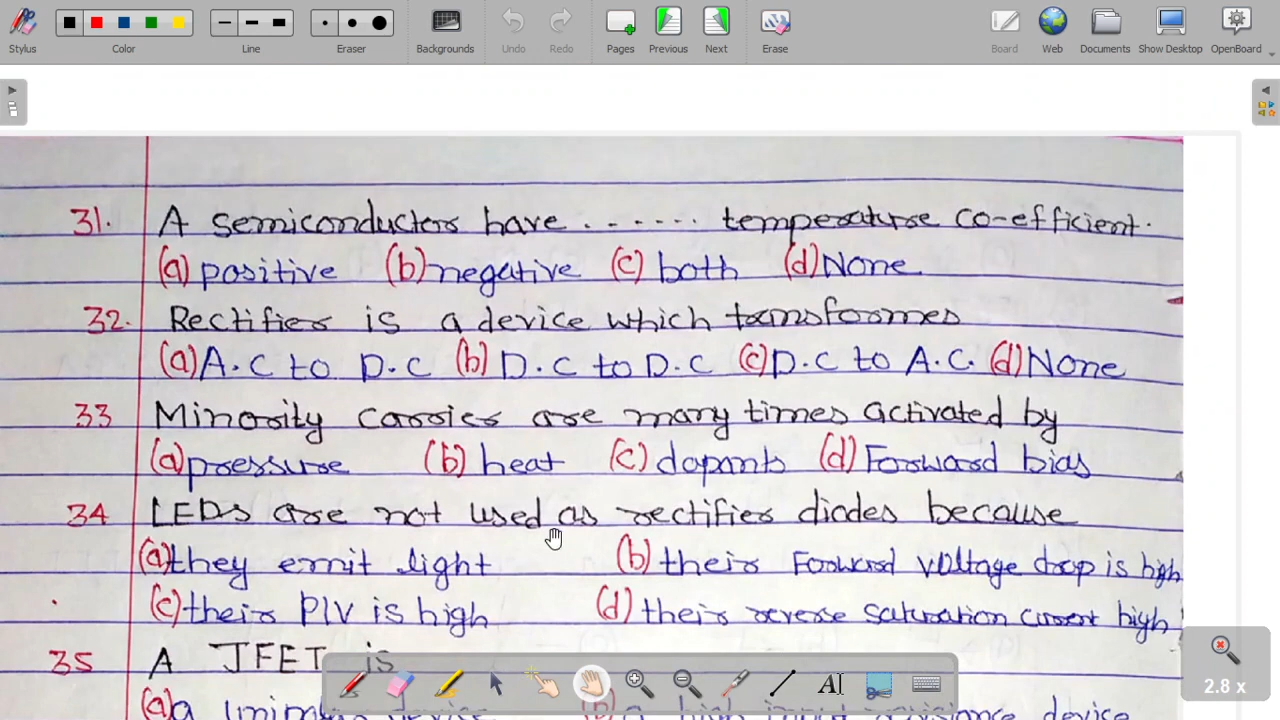 Stylus
Color
Line
Eraser
Backgrounds
Undo
Redo
Pages
Previous
Next
Erase
Board
Web
Documents
Show Desktop
OpenBoard
31. A semiconductors have ....... temperature co-efficient.
(a) positive (b) negative (c) both (d) None
32. Rectifier is a device which transformes
(a) A.C to D.C (b) D.C to D.C (c) D.C to A.C. (d) None
33 Minority carrier are many times activated by
(a) pressure (b) heat (c) dopants (d) Forward bias
34 LEDs are not used as rectifier diodes because
(a) they emit light (b) their Forward voltage drop is high
(c) their PIV is high (d) their reverse saturation current high
35 A JFET is
(a) a device
2.8 x